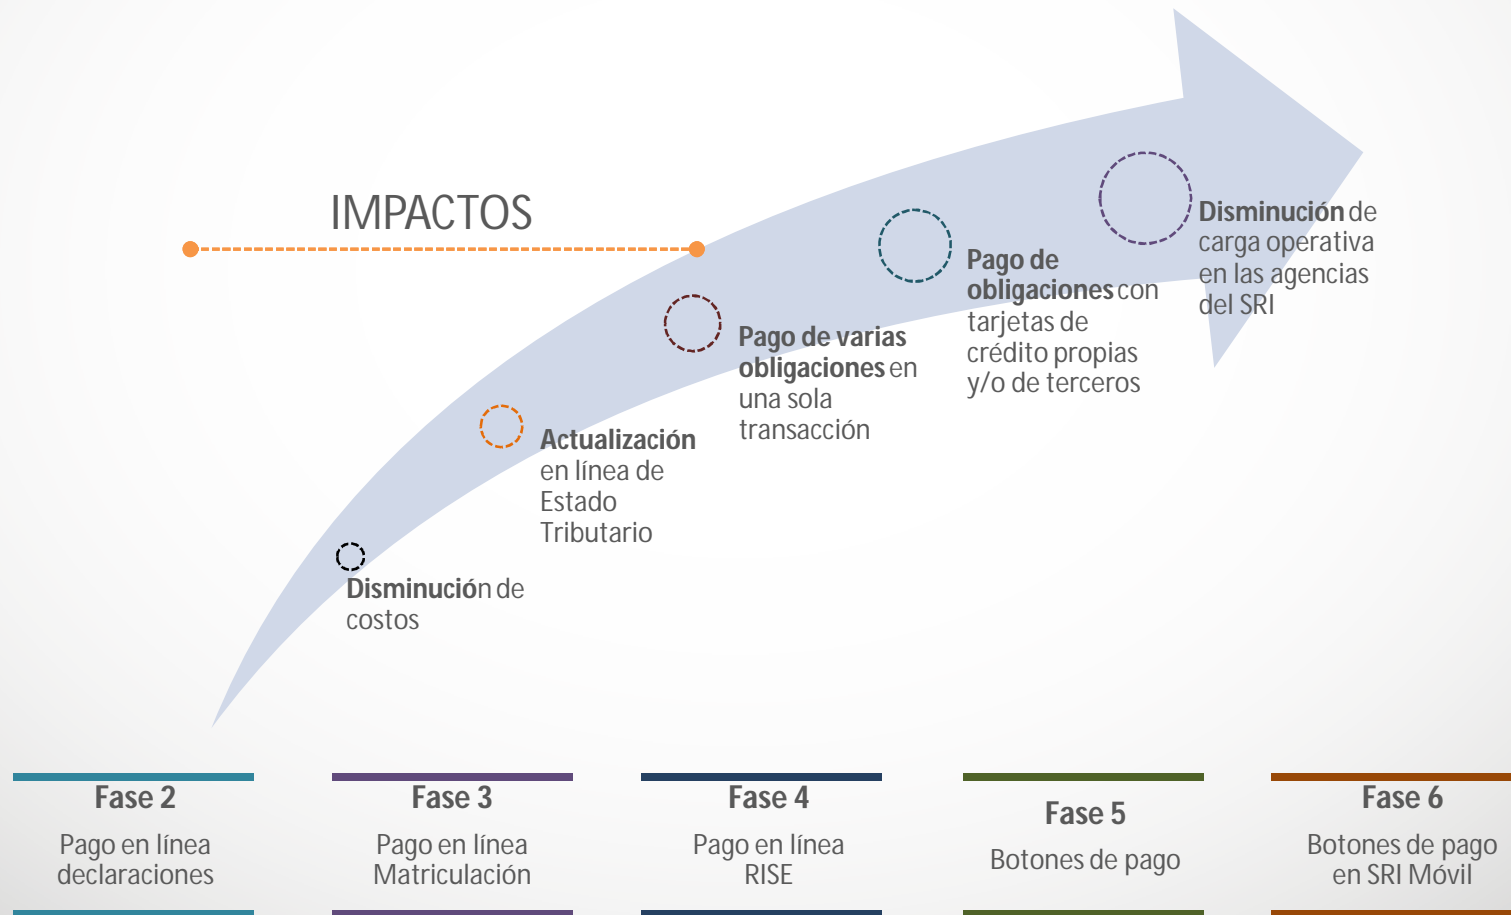 IMPACTOS
Disminución de
carga operativa
en las agencias
del SRI
Pago de
obligaciones con
tarjetas de
crédito propias
y/o de terceros
Pago de varias
obligaciones en
una sola
transacción
Actualización
en línea de
Estado
Tributario
Disminución de
costos
Fase 2
Pago en línea
declaraciones
Fase 3
Pago en línea
Matriculación
Fase 4
Pago en línea
RISE
Fase 5
Botones de pago
Fase 6
Botones de pago
en SRI Móvil